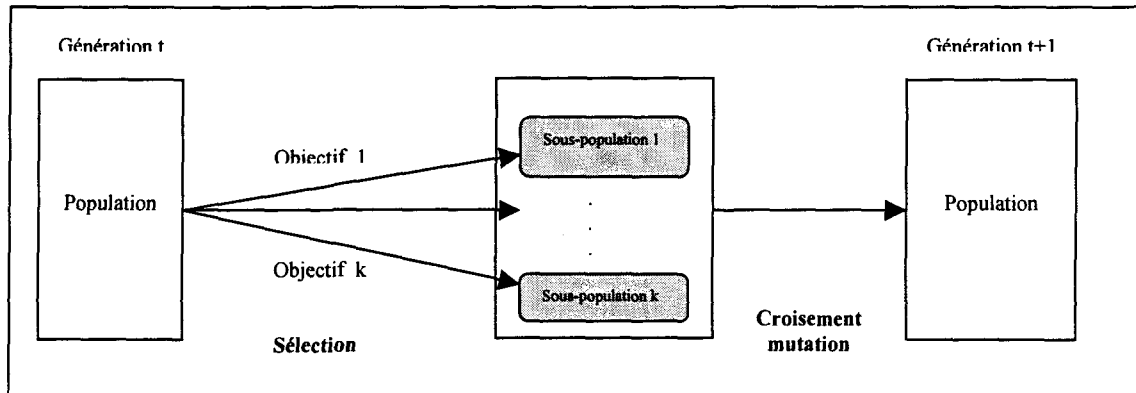 Génération t
Génération t+1
Sous-population 1
Objectif 1
Population
Population
Objectif k
Sous-population k
Sélection
Croisement
mutation